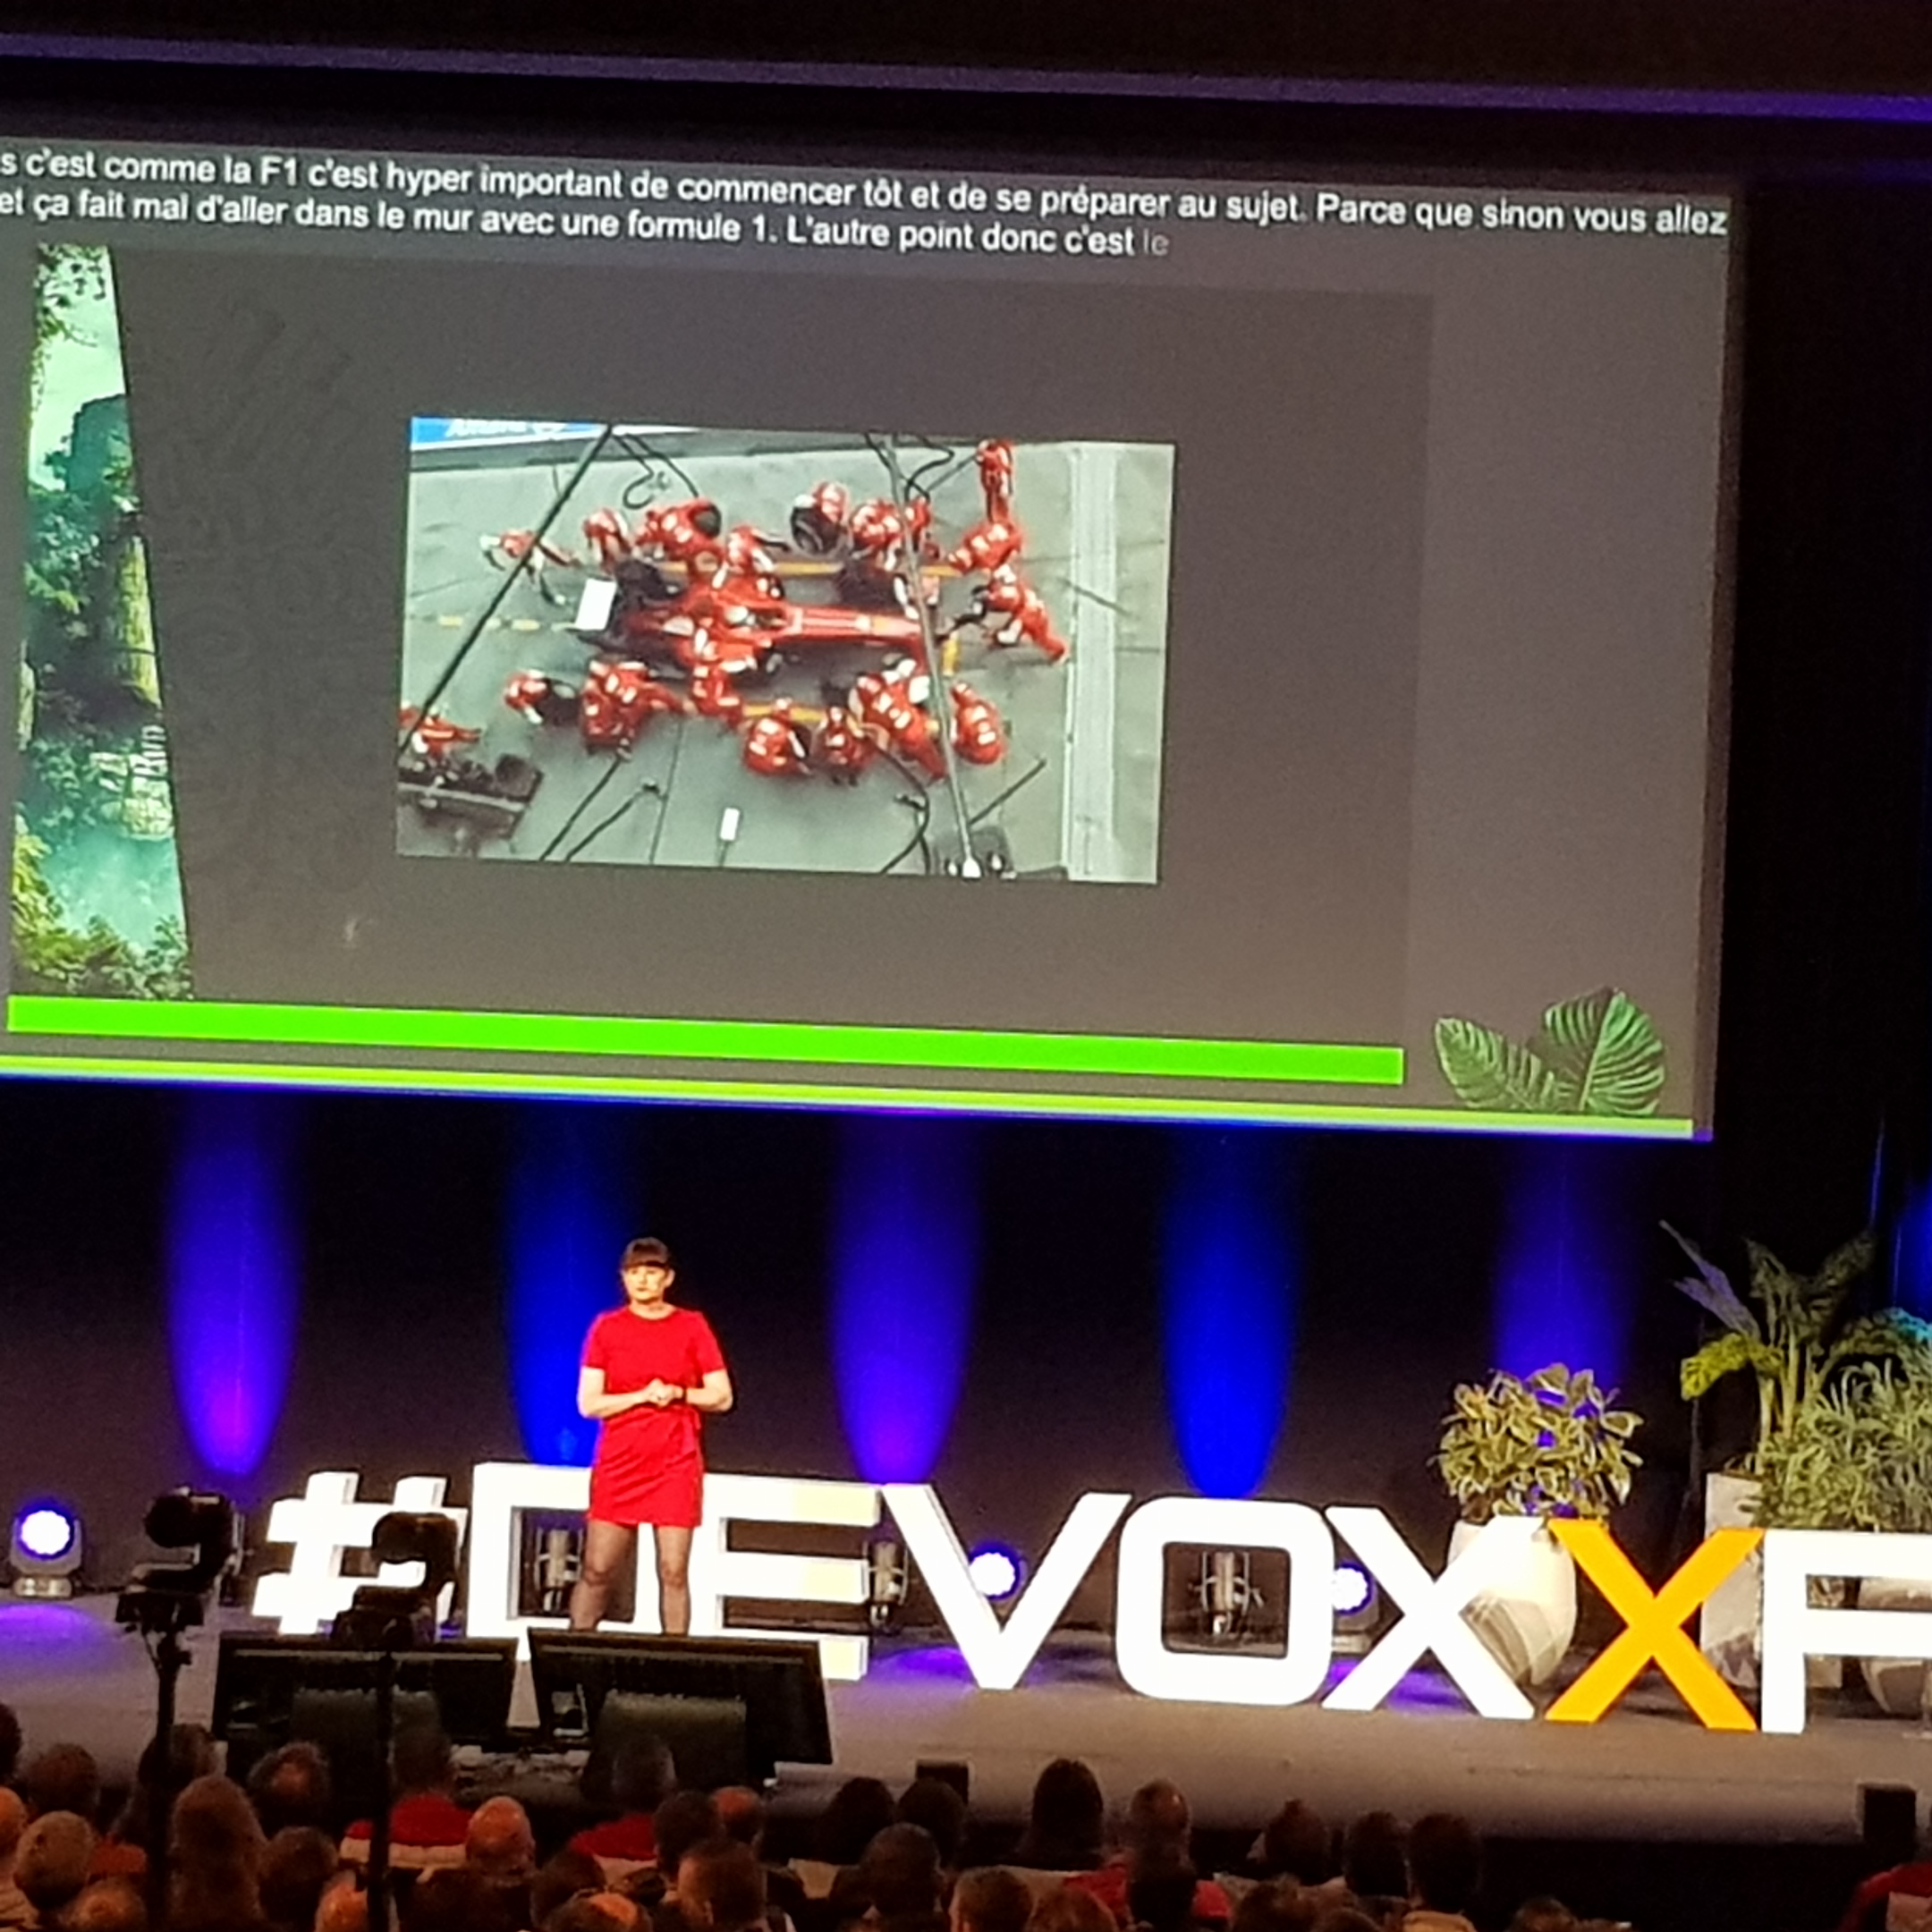 s c'est comme la F1 c'est hyper important de commencer tôt et de se préparer au sujet. Parce que sinon vous allez
et ça fait mal d'aller dans le mur avec une formule 1. L'autre point donc c'est le
#DEVOXXF